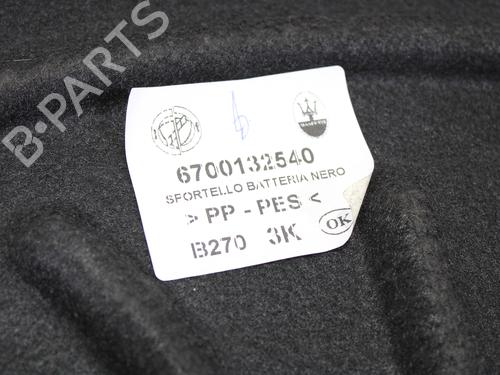 B-PARTS
6700132540
SPORTELLO BATTERIA NERO
> PP - PES <
B270 3K
OK